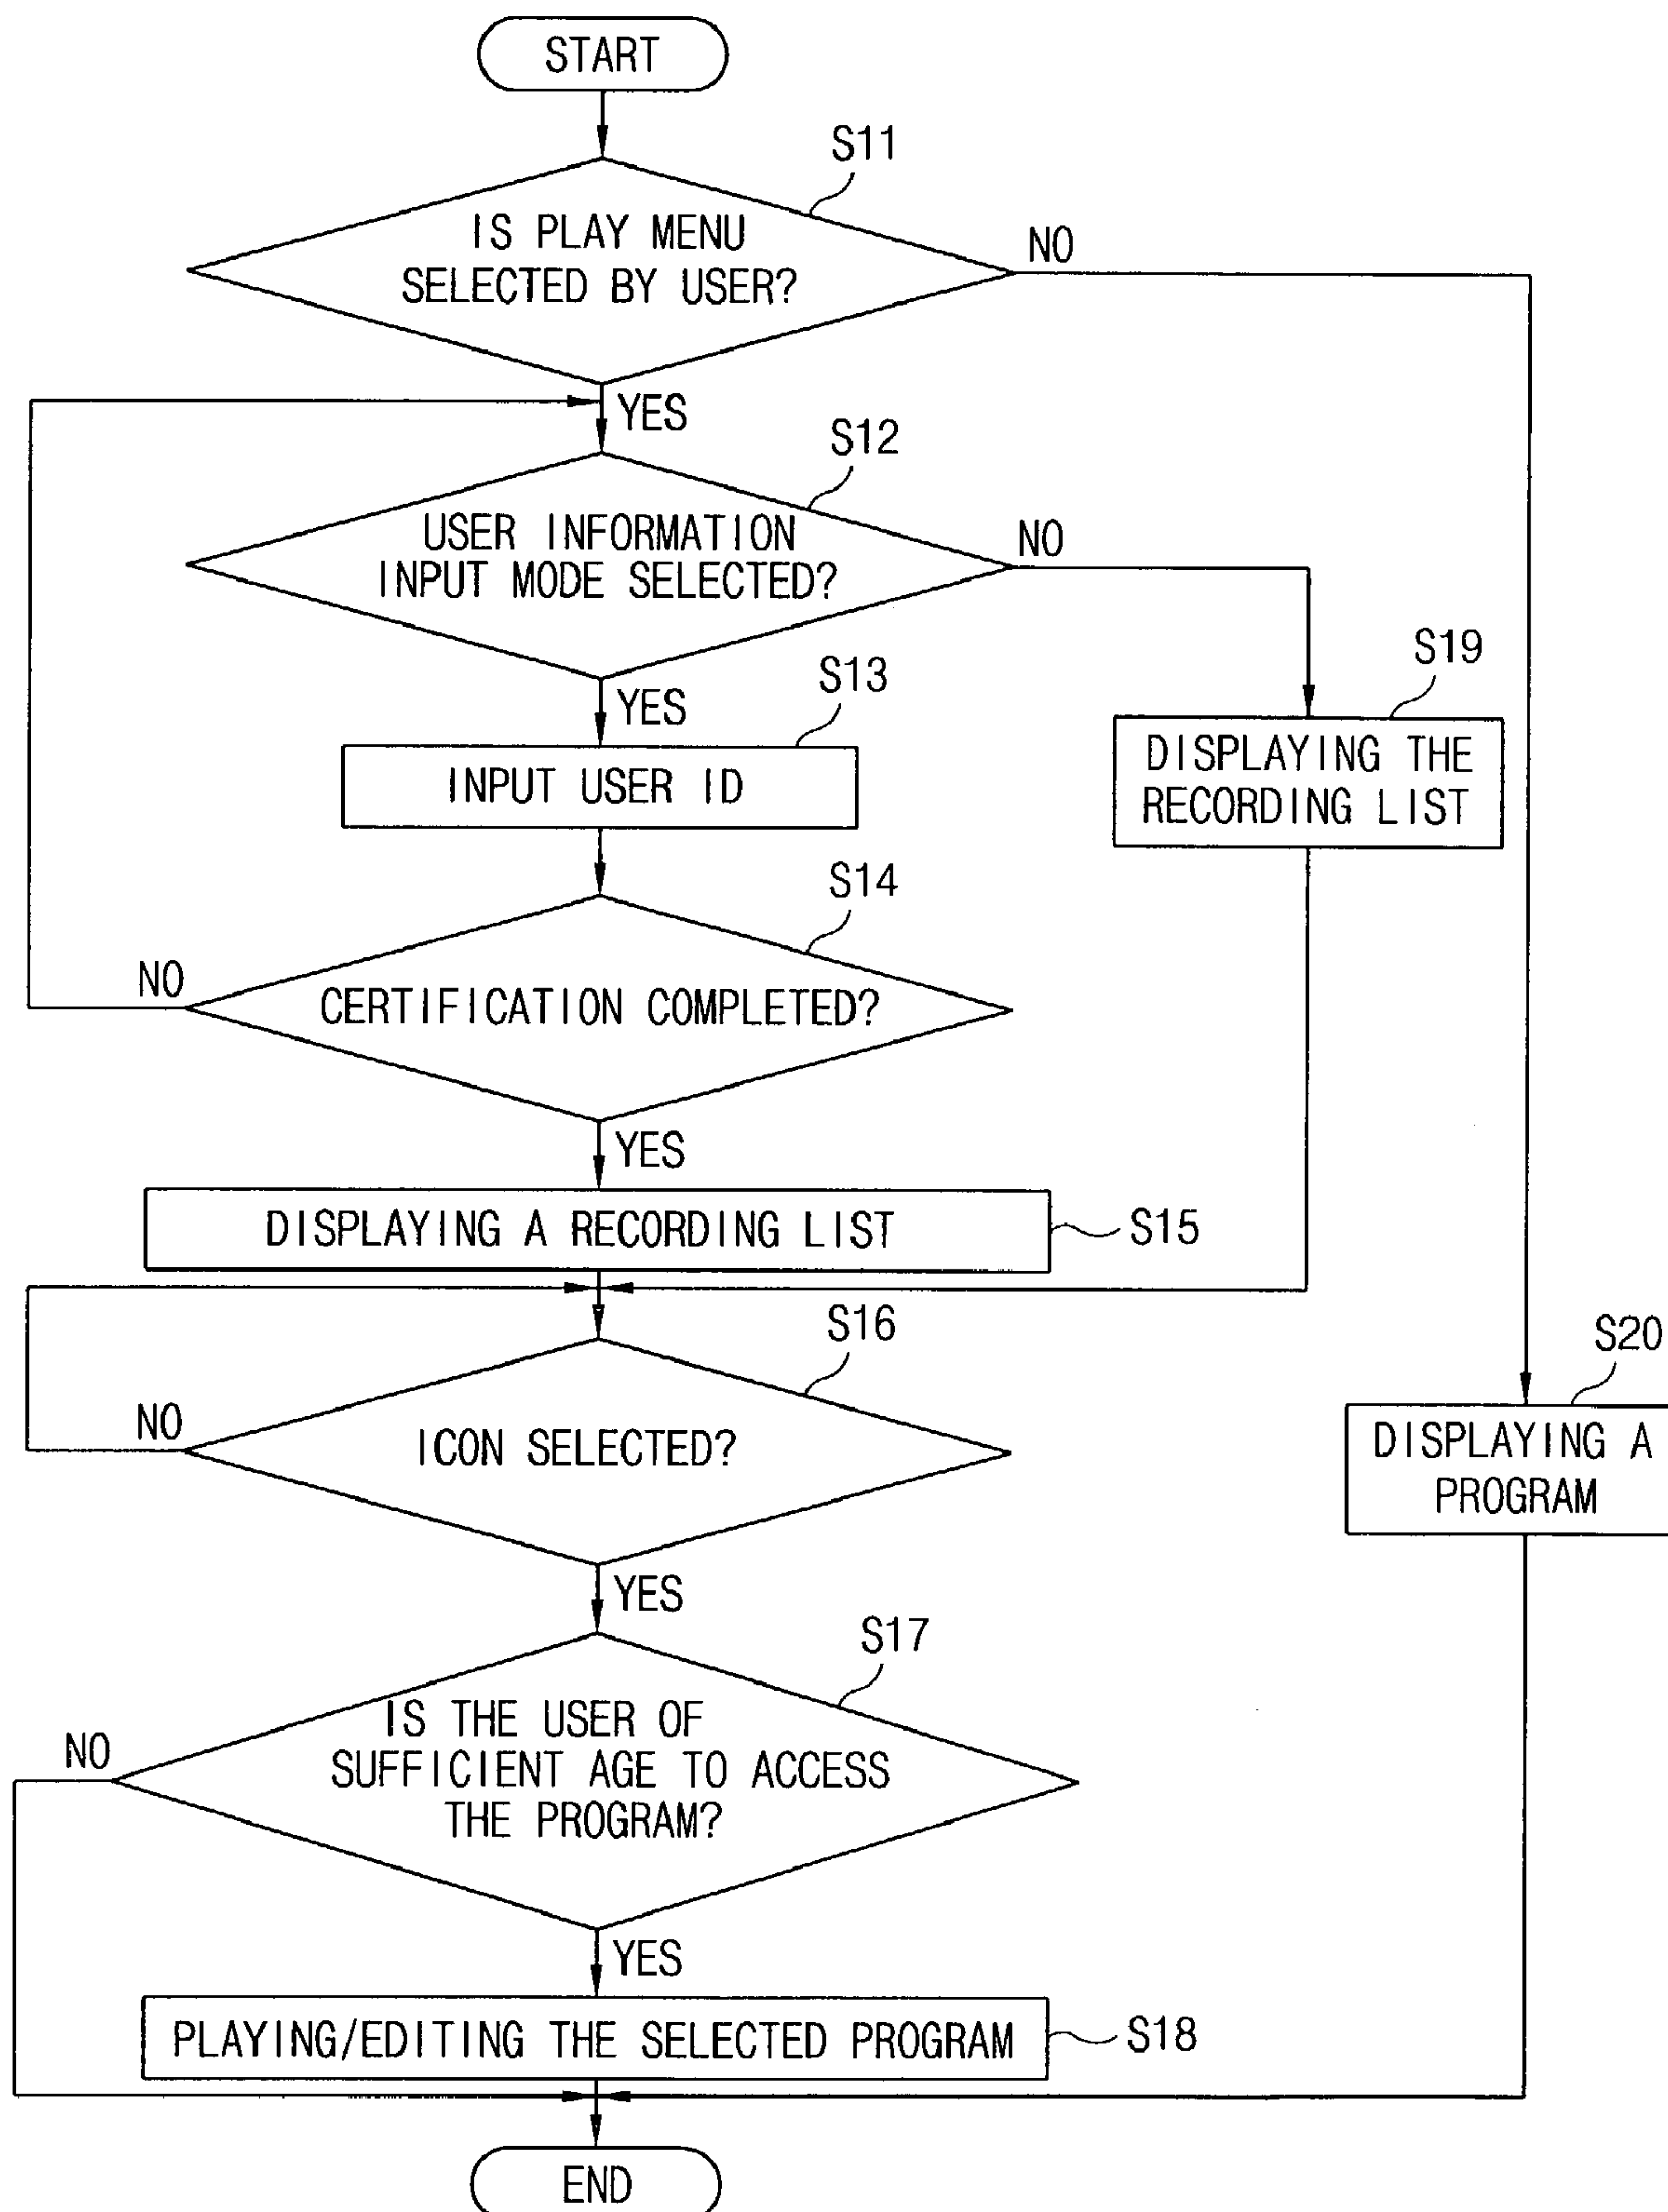 START
S11
IS PLAY MENU
SELECTED BY USER?
NO
YES
S12
USER INFORMATION
INPUT MODE SELECTED?
NO
S19
YES
S13
DISPLAYING THE
RECORDING LIST
INPUT USER ID
S14
NO
CERTIFICATION COMPLETED?
YES
DISPLAYING A RECORDING LIST
S15
S16
S20
NO
ICON SELECTED?
DISPLAYING A
PROGRAM
YES
S17
IS THE USER OF
NO
SUFFICIENT AGE TO ACCESS
THE PROGRAM?
YES
PLAYING/EDITING THE SELECTED PROGRAM
S18
END